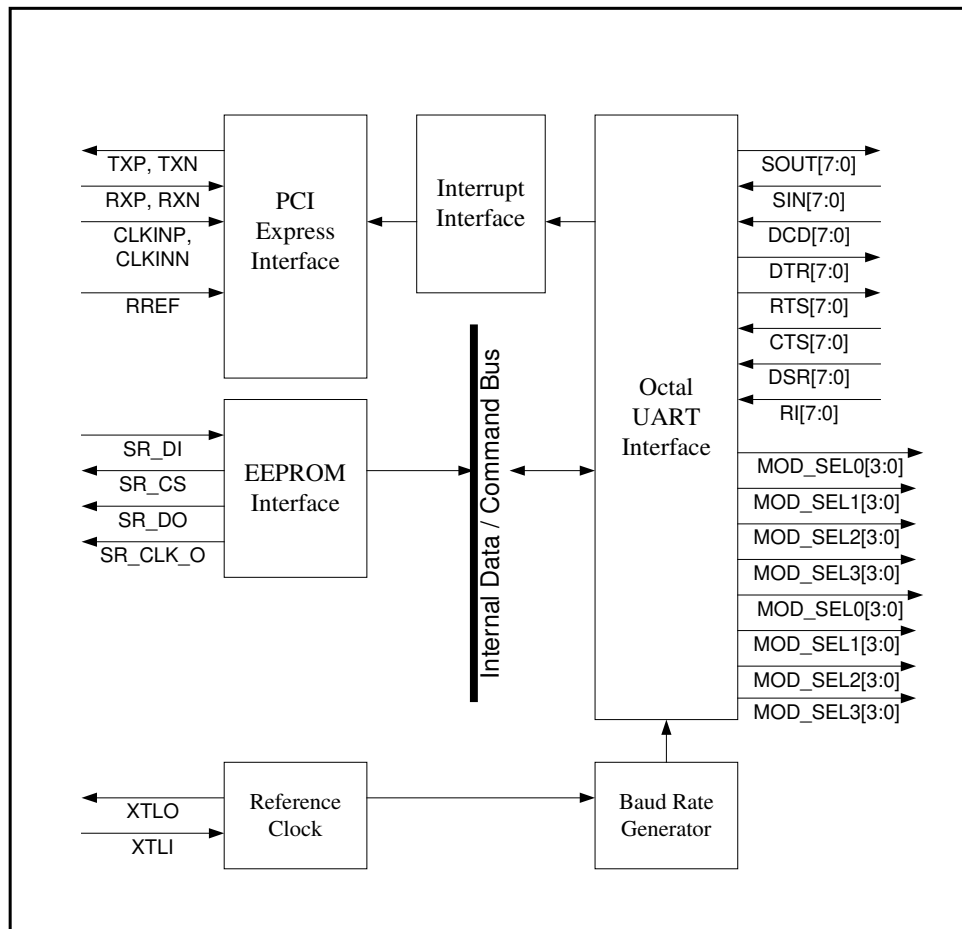 TXP, TXN
RXP, RXN
CLKINP,
CLKINN
RREF
PCI
Express
Interface
Interrupt
Interface
Octal
UART
Interface
SOUT[7:0]
SIN[7:0]
DCD[7:0]
DTR[7:0]
RTS[7:0]
CTS[7:0]
DSR[7:0]
RI[7:0]
MOD_SEL0[3:0]
MOD_SEL1[3:0]
MOD_SEL2[3:0]
MOD_SEL3[3:0]
MOD_SEL0[3:0]
MOD_SEL1[3:0]
MOD_SEL2[3:0]
MOD_SEL3[3:0]
SR_DI
SR_CS
SR_DO
SR_CLK_O
EEPROM
Interface
Internal Data / Command Bus
XTLO
XTLI
Reference
Clock
Baud Rate
Generator